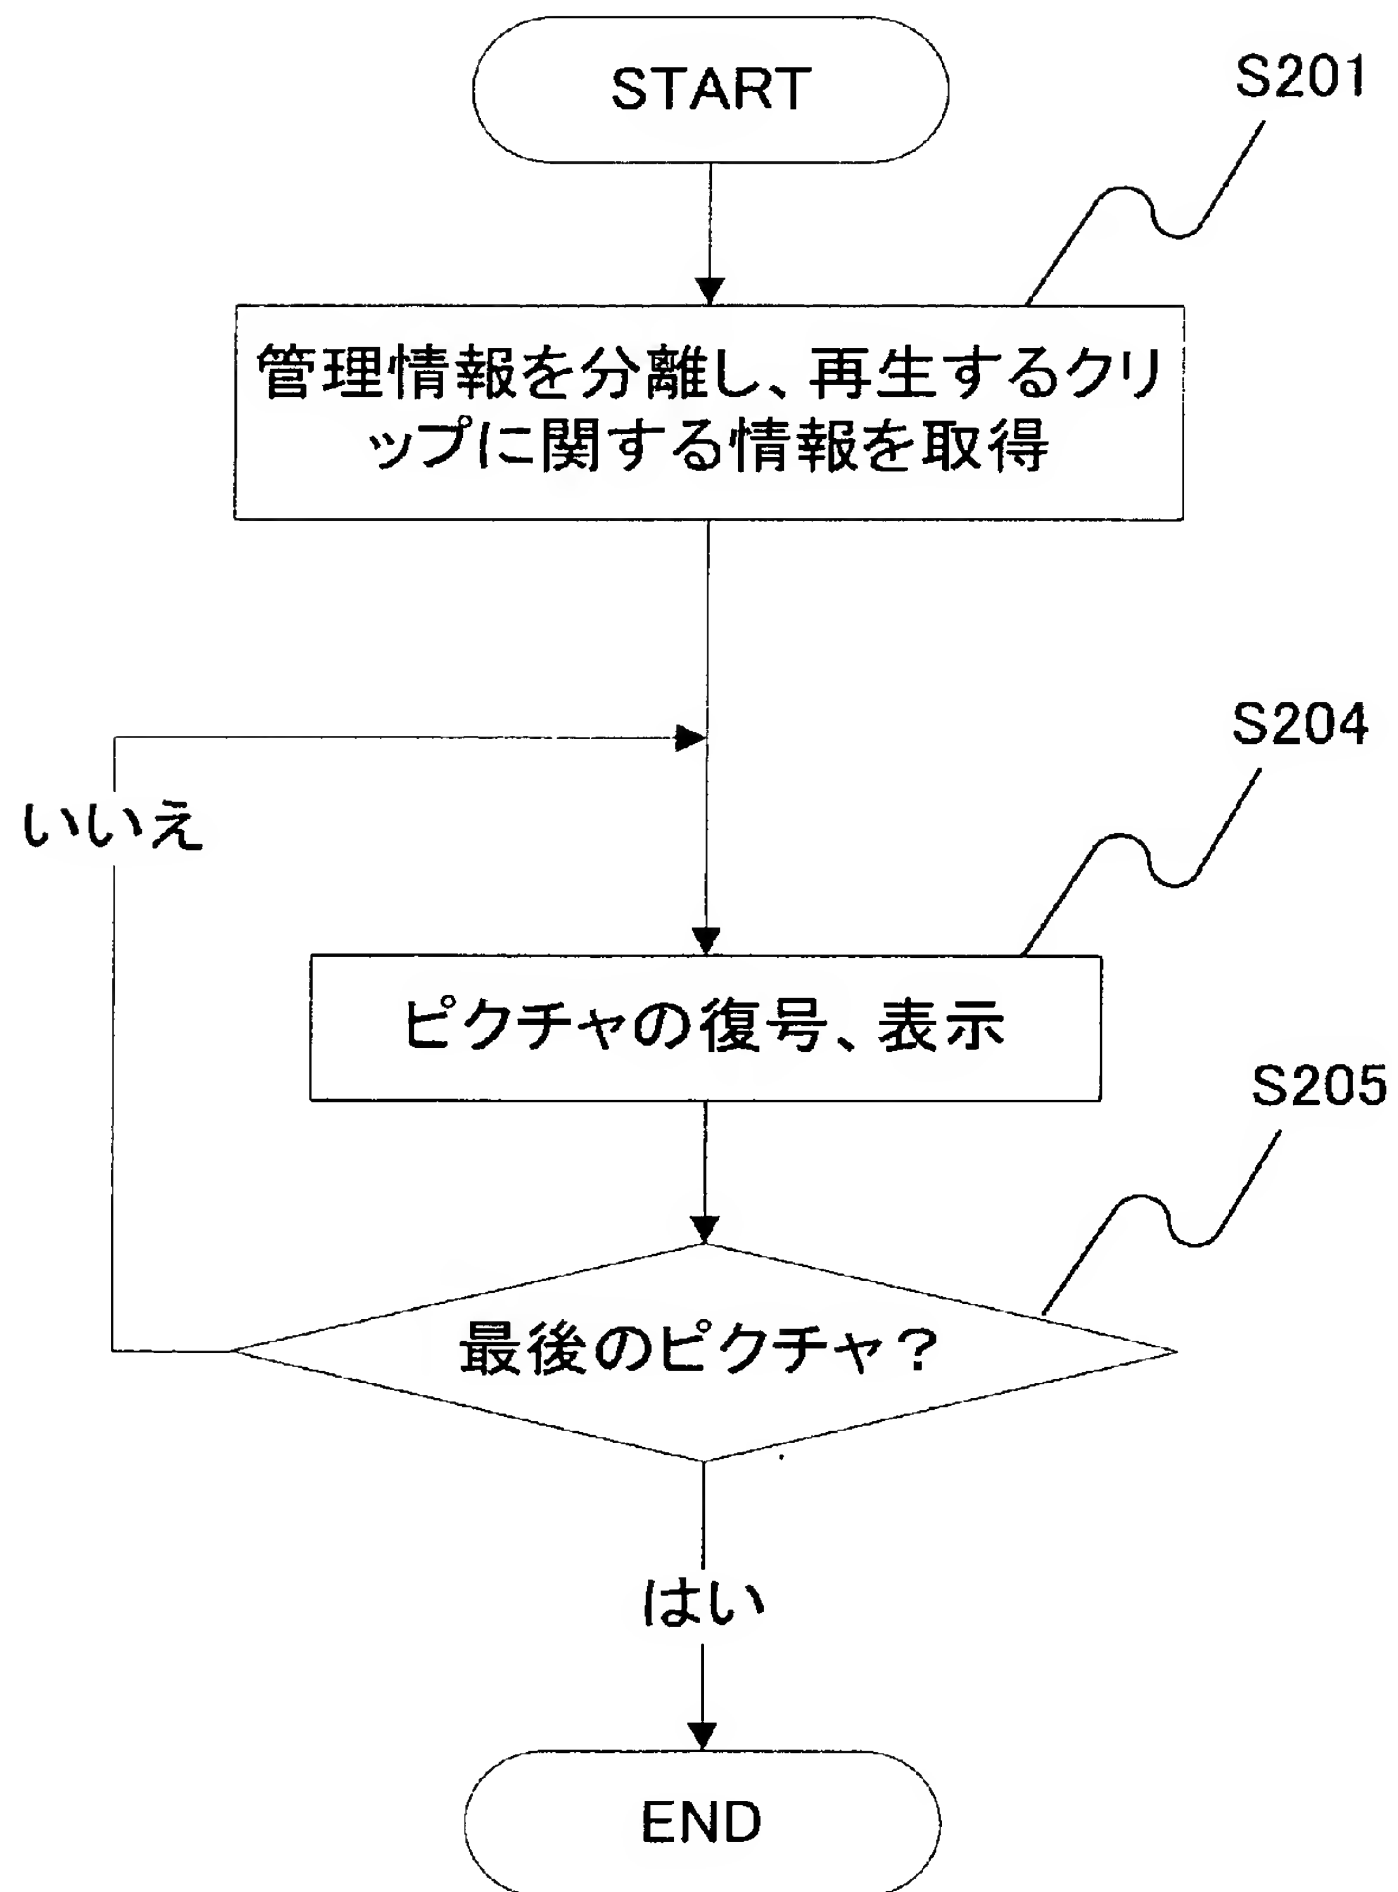 START
S201
管理情報を分離し、再生するクリ
ップに関する情報を取得
S204
いいえ
ピクチャの復号、表示
S205
最後のピクチャ？
はい
END